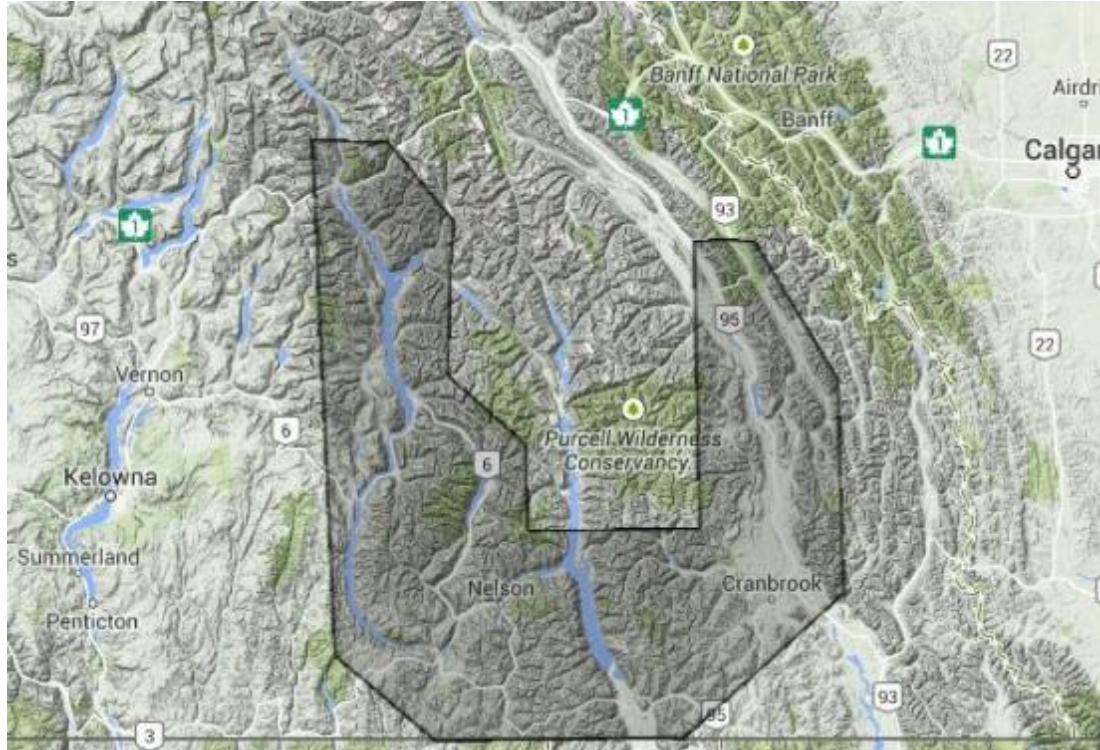 22
Banff National Park
Airdr
1
Banff
1
Calgar
93
1
s
97
95
22
Vernon
6
Purcell Wilderness
Conservancy
6
Kelowna
Summerland
Nelson
Cranbrook
Penticton
93
95
3